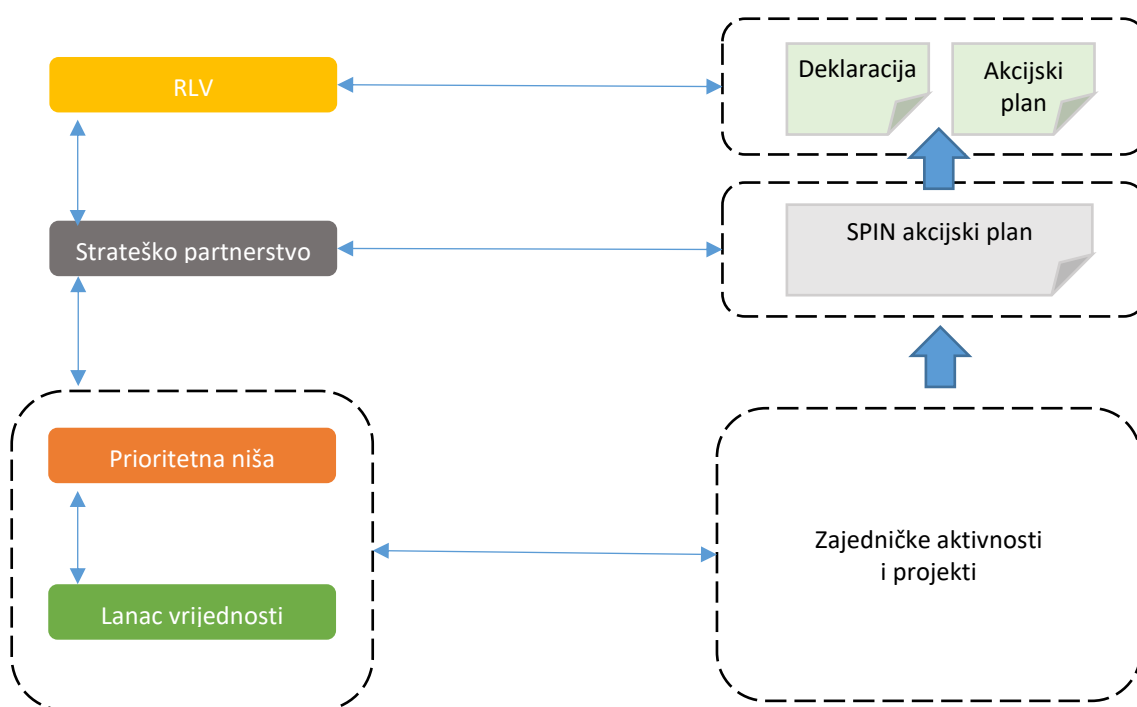 RLV
Deklaracija
Akcijski
plan
Strateško partnerstvo
SPIN akcijski plan
Prioritetna niša
Lanac vrijednosti
Zajedničke aktivnosti
i projekti